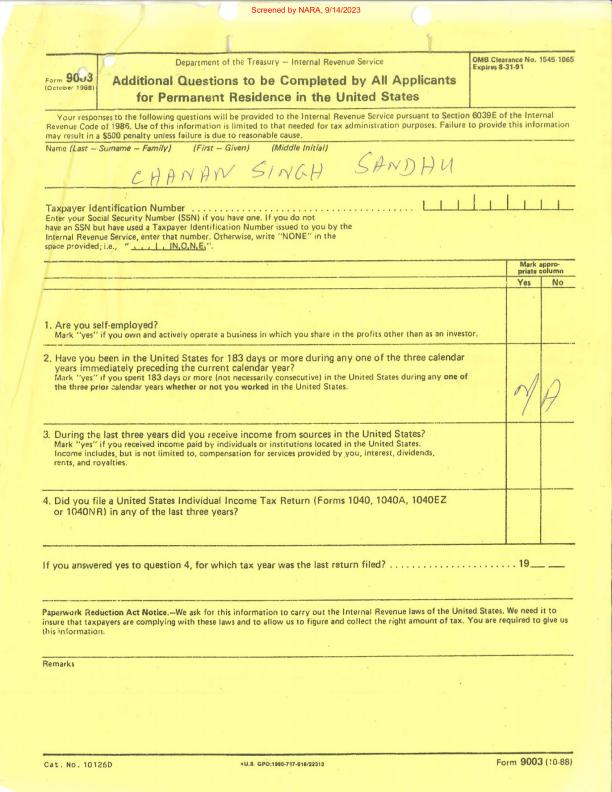 Screened by NARA, 9/14/2023
Form 9003
(October 1988)
Department of the Treasury — Internal Revenue Service
Additional Questions to be Completed by All Applicants
for Permanent Residence in the United States
OMB Clearance No. 1545-1065
Expires 8-31-91
Your responses to the following questions will be provided to the Internal Revenue Service pursuant to Section 6039E of the Internal
Revenue Code of 1986. Use of this information is limited to that needed for tax administration purposes. Failure to provide this information
may result in a $500 penalty unless failure is due to reasonable cause.
Name (Last — Surname — Family) (First — Given) (Middle Initial)
CHANAN SINGH SANDHU
Taxpayer Identification Number
Enter your Social Security Number (SSN) if you have one. If you do not
have an SSN but have used a Taxpayer Identification Number issued to you by the
Internal Revenue Service, enter that number. Otherwise, write "NONE" in the
space provided; i.e., " N,O,N,E,".
Mark appro-
priate column
Yes No
1. Are you self-employed?
Mark "yes" if you own and actively operate a business in which you share in the profits other than as an investor.
2. Have you been in the United States for 183 days or more during any one of the three calendar
years immediately preceding the current calendar year?
Mark "yes" if you spent 183 days or more (not necessarily consecutive) in the United States during any one of
the three prior calendar years whether or not you worked in the United States.
N/A
3. During the last three years did you receive income from sources in the United States?
Mark "yes" if you received income paid by individuals or institutions located in the United States.
Income includes, but is not limited to, compensation for services provided by you, interest, dividends,
rents, and royalties.
4. Did you file a United States Individual Income Tax Return (Forms 1040, 1040A, 1040EZ
or 1040NR) in any of the last three years?
If you answered yes to question 4, for which tax year was the last return filed? . . . . . . . . . . . . . . . . . . . . . . . 19__ __
Paperwork Reduction Act Notice.—We ask for this information to carry out the Internal Revenue laws of the United States. We need it to
insure that taxpayers are complying with these laws and to allow us to figure and collect the right amount of tax. You are required to give us
this information.
Remarks
Cat. No. 10126D
*U.S. GPO:1990-717-016/22313
Form 9003 (10-88)